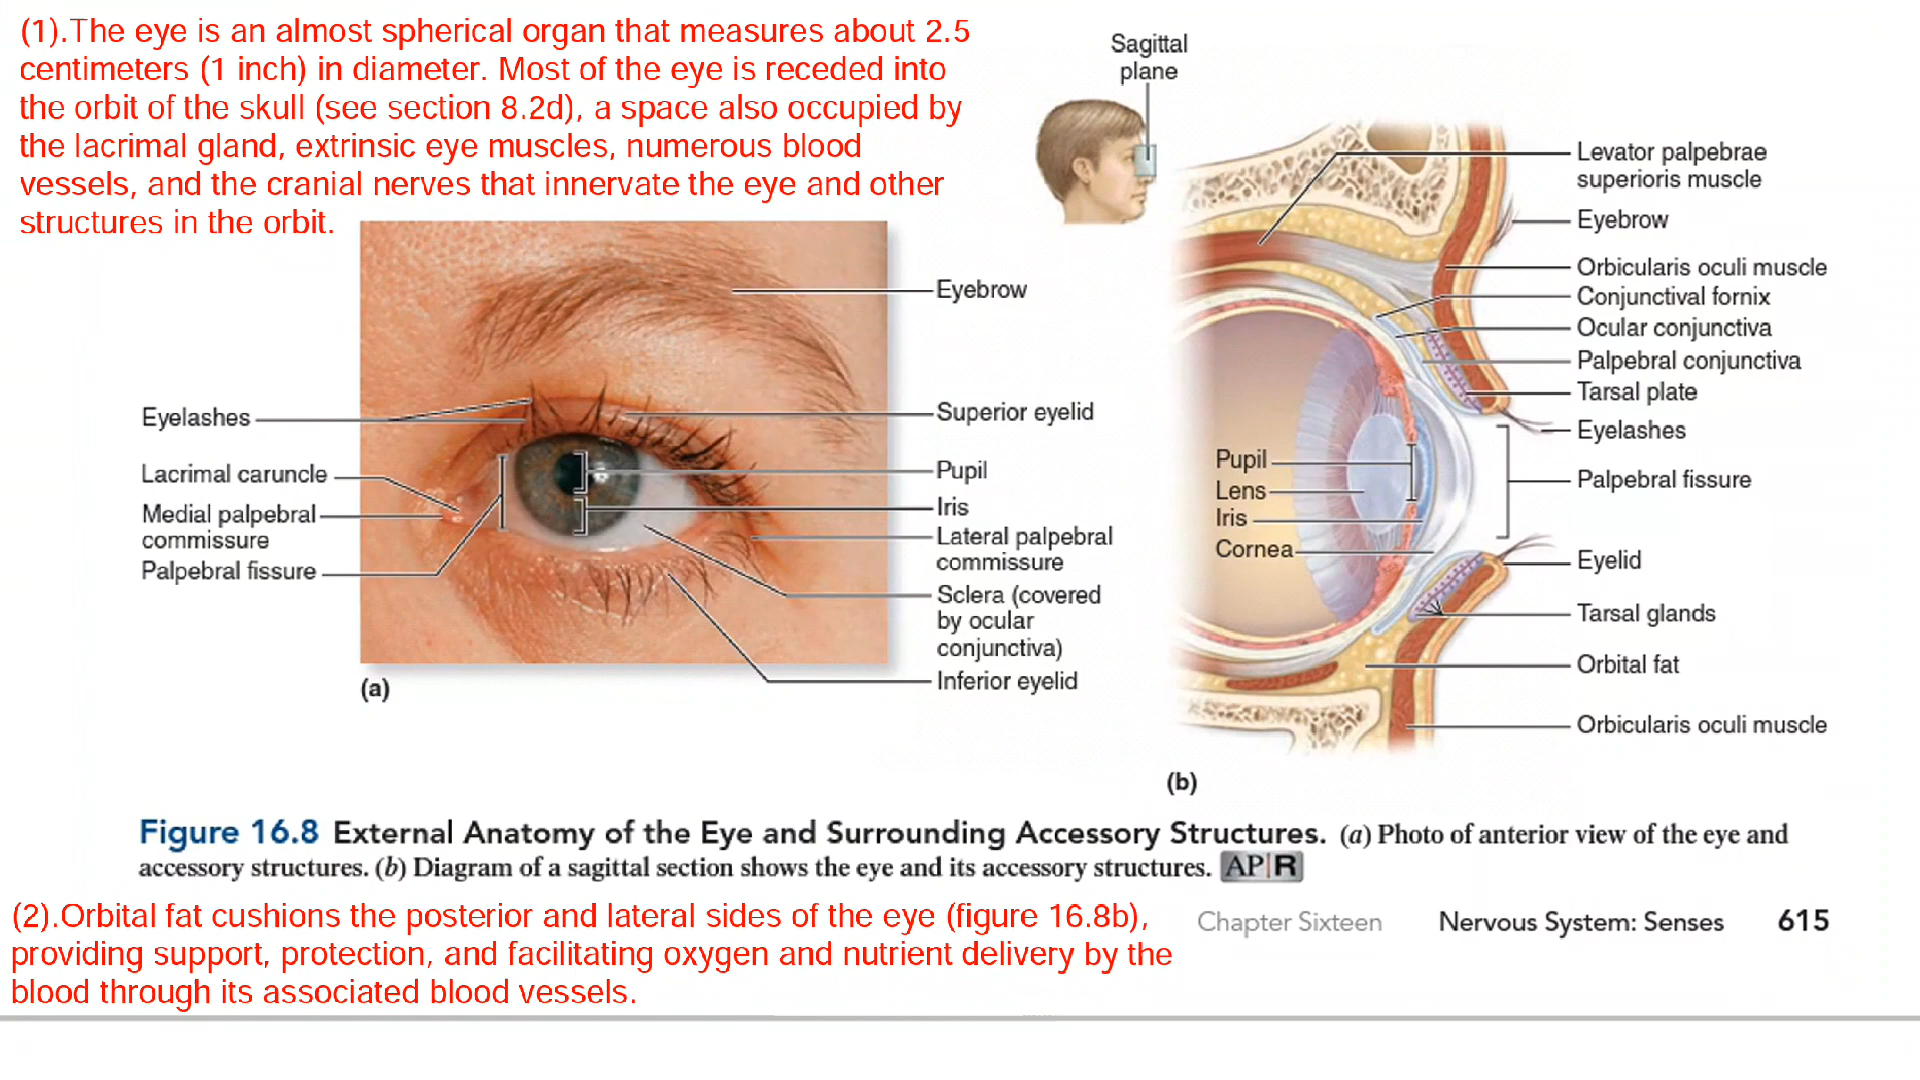 (1).The eye is an almost spherical organ that measures about 2.5
centimeters (1 inch) in diameter. Most of the eye is receded into
the orbit of the skull (see section 8.2d), a space also occupied by
the lacrimal gland, extrinsic eye muscles, numerous blood
vessels, and the cranial nerves that innervate the eye and other
structures in the orbit.
Eyebrow
Eyelashes
Superior eyelid
Lacrimal caruncle
Pupil
Medial palpebral
commissure
Iris
Palpebral fissure
Lateral palpebral
commissure
Sclera (covered
by ocular
conjunctiva)
Inferior eyelid
(a)
Sagittal
plane
Levator palpebrae
superioris muscle
Eyebrow
Orbicularis oculi muscle
Conjunctival fornix
Ocular conjunctiva
Palpebral conjunctiva
Tarsal plate
Eyelashes
Pupil
Lens
Iris
Cornea
Palpebral fissure
Eyelid
Tarsal glands
Orbital fat
Orbicularis oculi muscle
(b)
Figure 16.8 External Anatomy of the Eye and Surrounding Accessory Structures. (a) Photo of anterior view of the eye and
accessory structures. (b) Diagram of a sagittal section shows the eye and its accessory structures. AP|R
(2).Orbital fat cushions the posterior and lateral sides of the eye (figure 16.8b),
providing support, protection, and facilitating oxygen and nutrient delivery by the
blood through its associated blood vessels.
Chapter Sixteen Nervous System: Senses 615